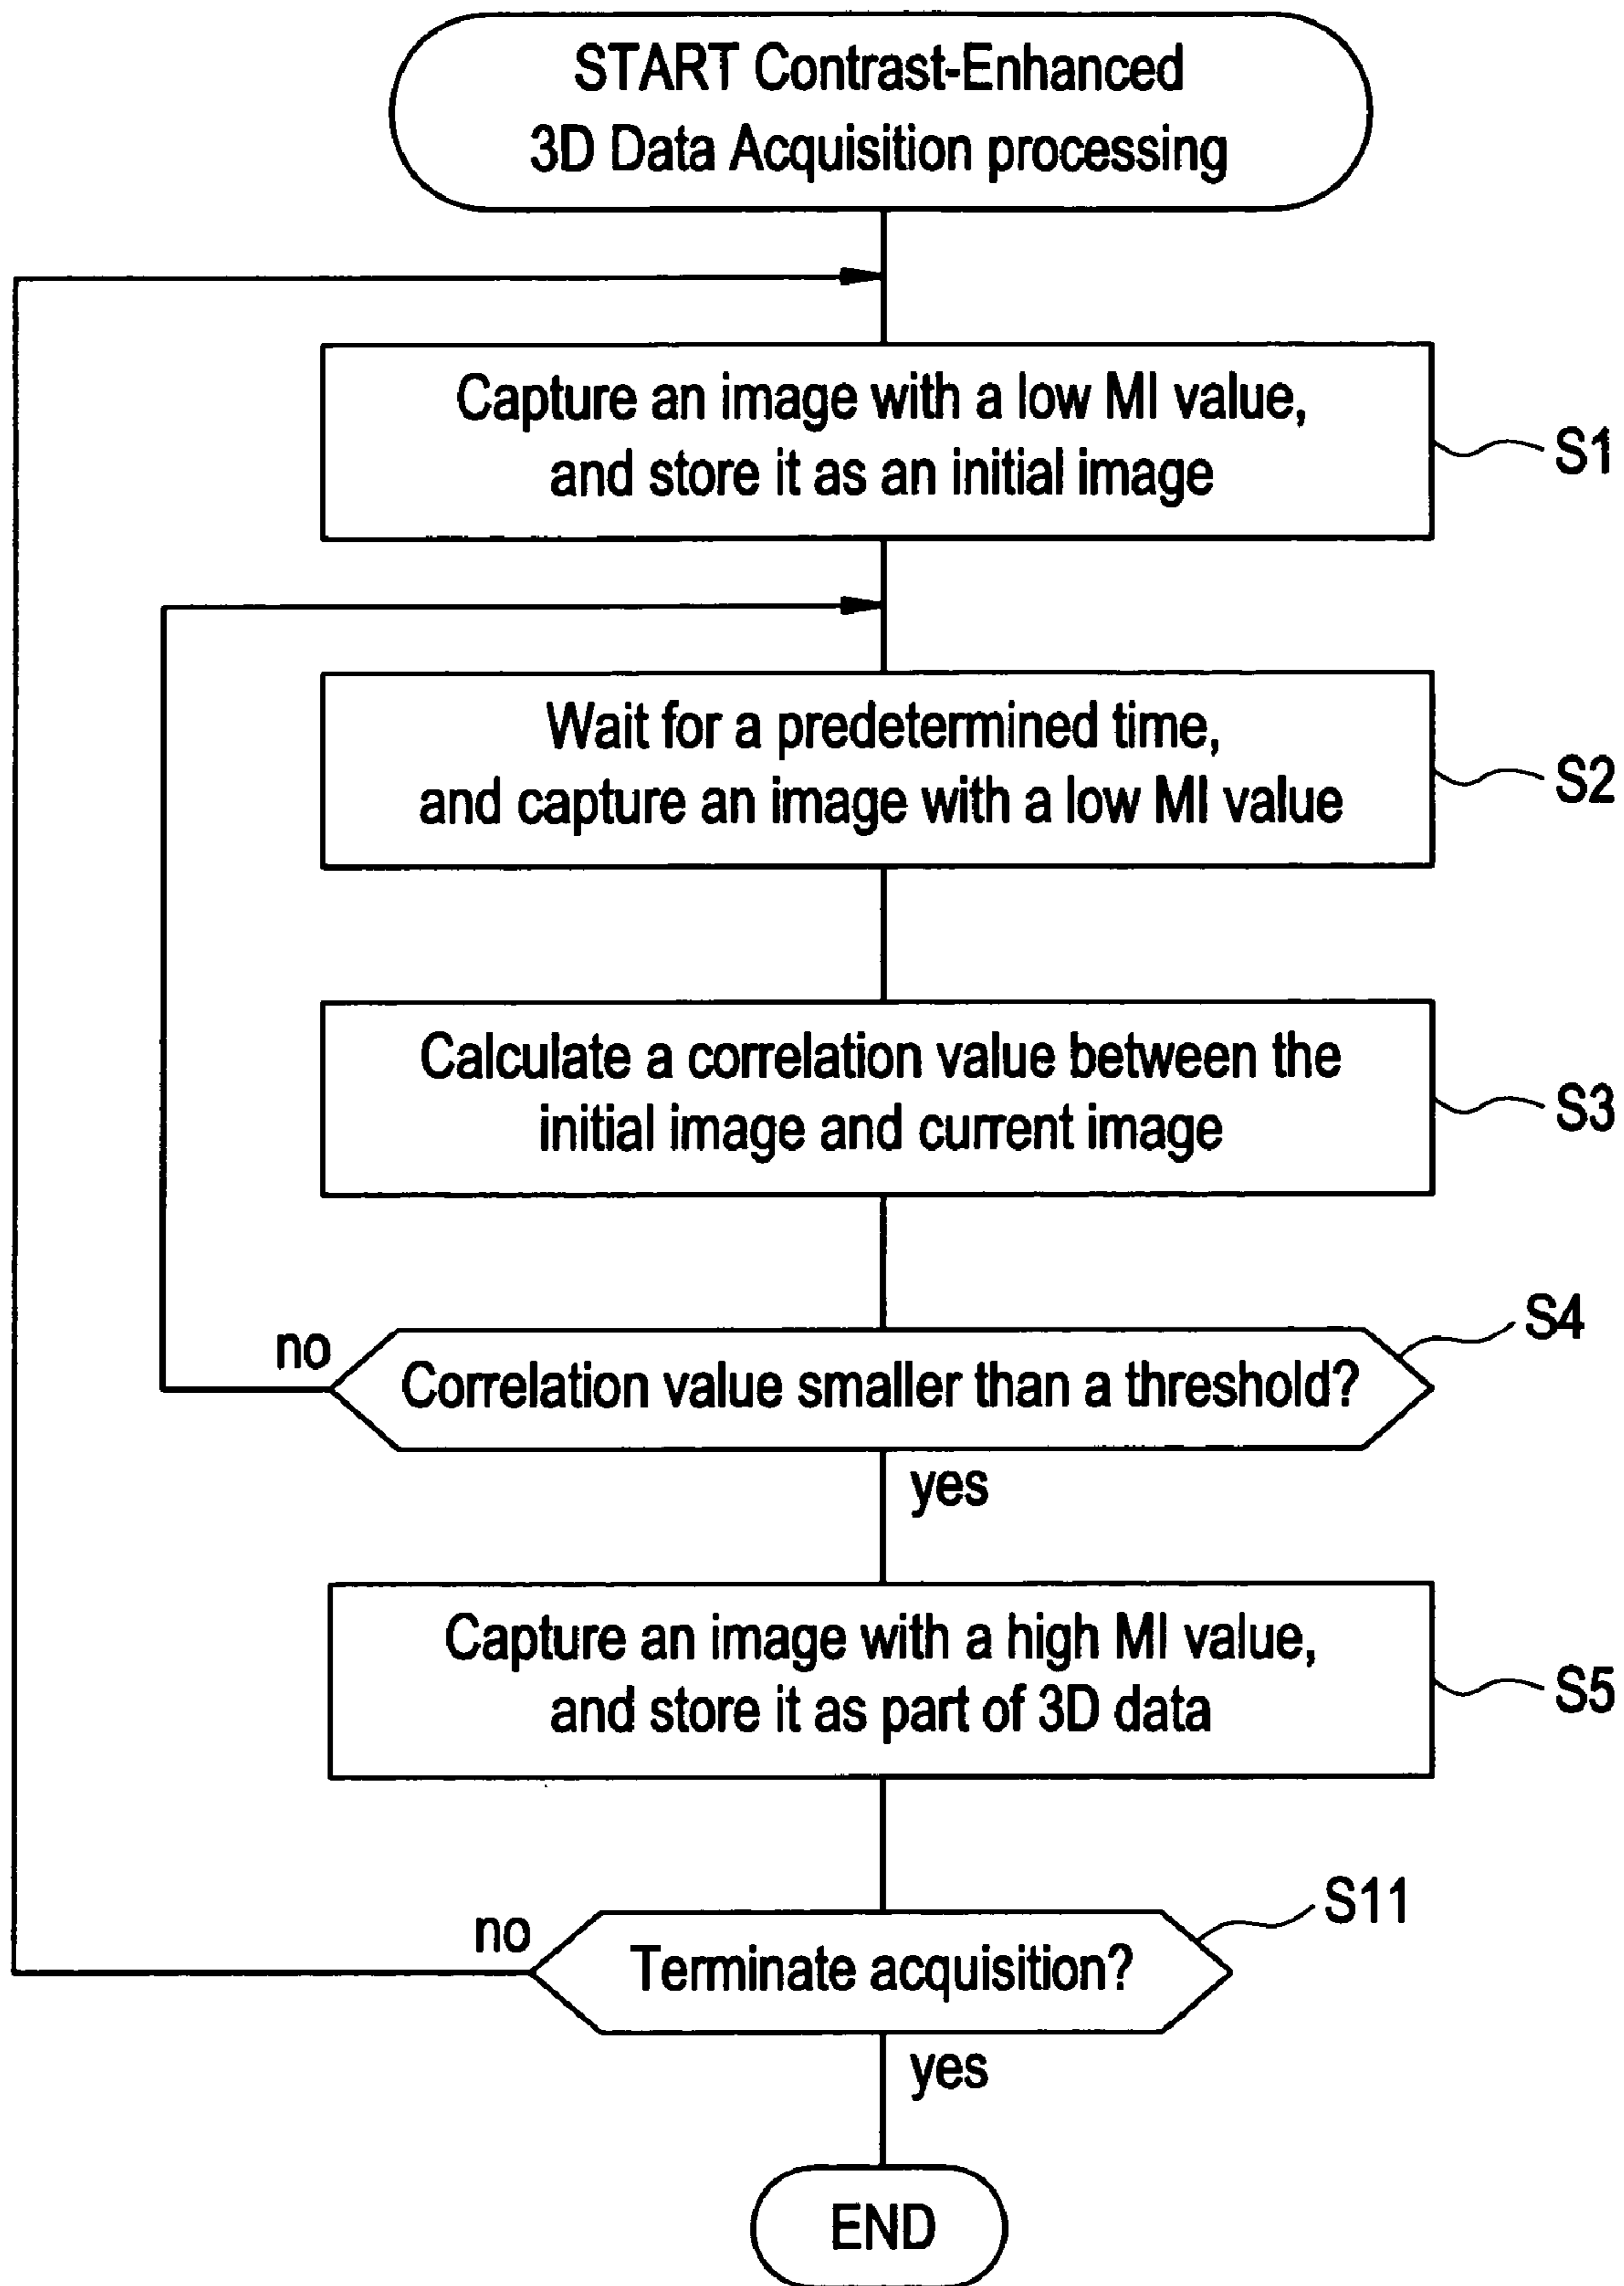 START Contrast-Enhanced
3D Data Acquisition processing
Capture an image with a low MI value,
and store it as an initial image
S1
Wait for a predetermined time,
and capture an image with a low MI value
S2
Calculate a correlation value between the
initial image and current image
S3
S4
no
Correlation value smaller than a threshold?
yes
Capture an image with a high MI value,
and store it as part of 3D data
S5
S11
no
Terminate acquisition?
yes
END